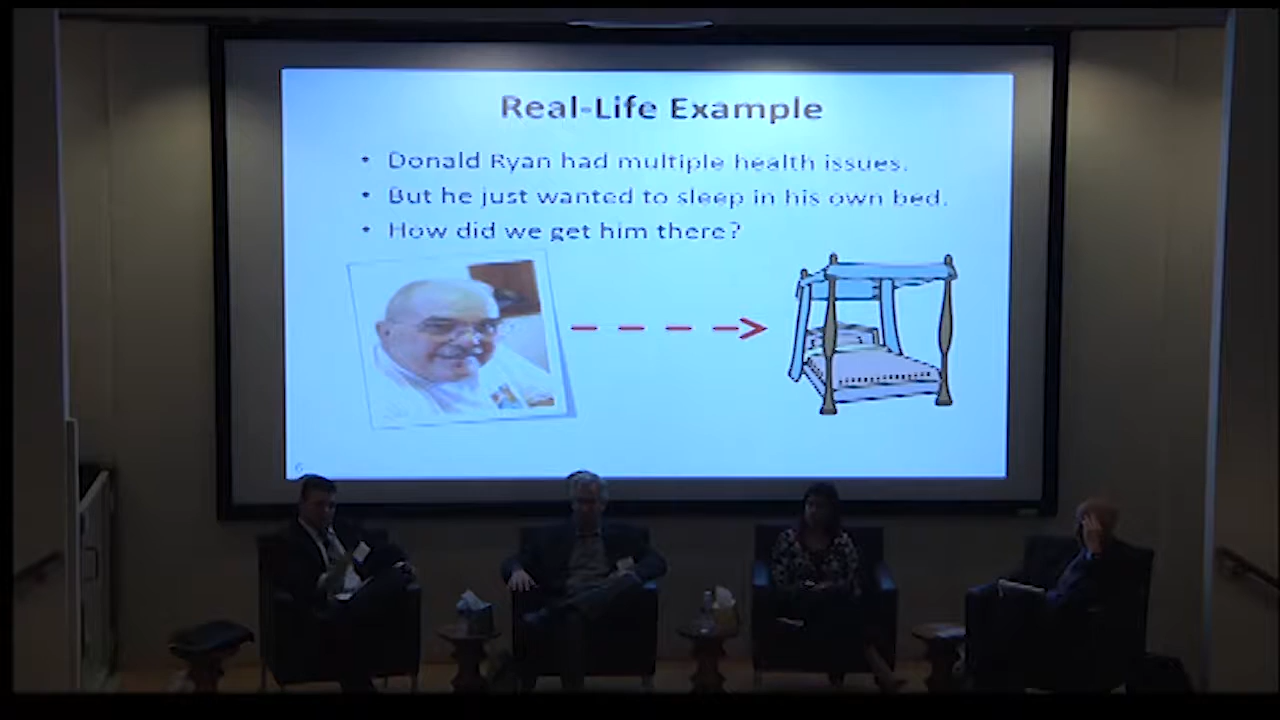 Real-Life Example
• Donald Ryan had multiple health issues.
• But he just wanted to sleep in his own bed.
• How did we get him there?
6